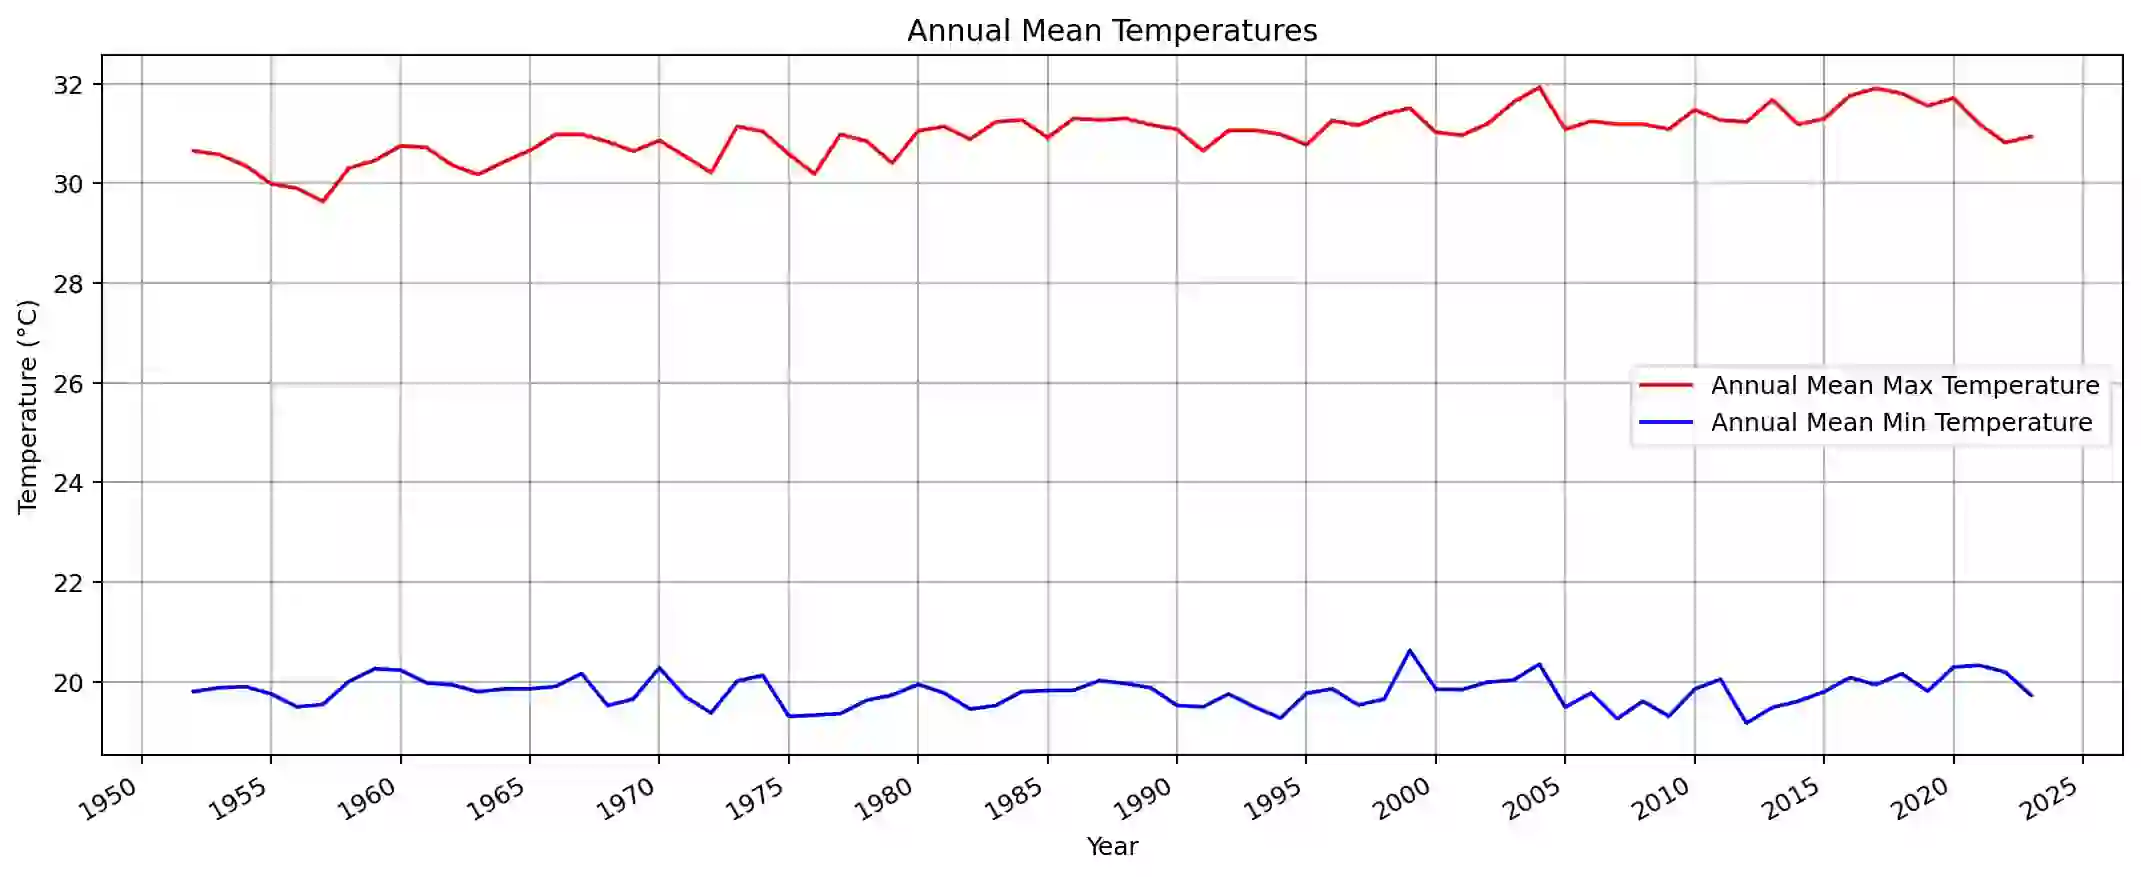 Annual Mean Temperatures
32
30
28
26
24
22
20
Temperature (°C)
Annual Mean Max Temperature
Annual Mean Min Temperature
1950 1955 1960 1965 1970 1975 1980 1985 1990 1995 2000 2005 2010 2015 2020 2025
Year